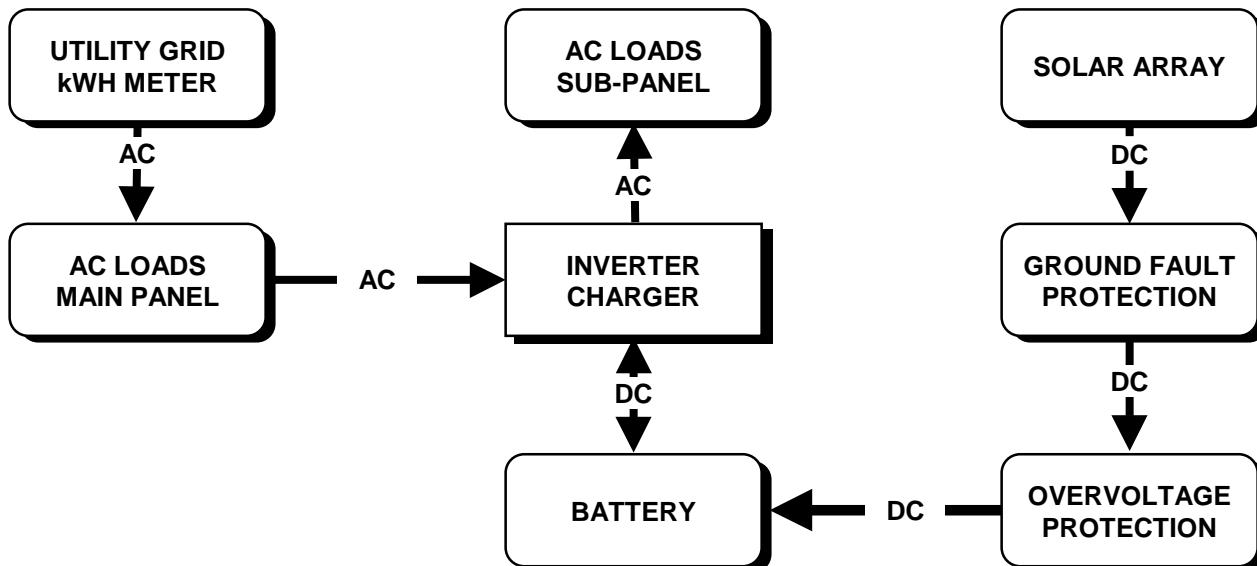 UTILITY GRID
kWH METER
AC LOADS
SUB-PANEL
SOLAR ARRAY
AC
AC
DC
AC LOADS
MAIN PANEL
AC
INVERTER
CHARGER
GROUND FAULT
PROTECTION
DC
DC
BATTERY
DC
OVERVOLTAGE
PROTECTION